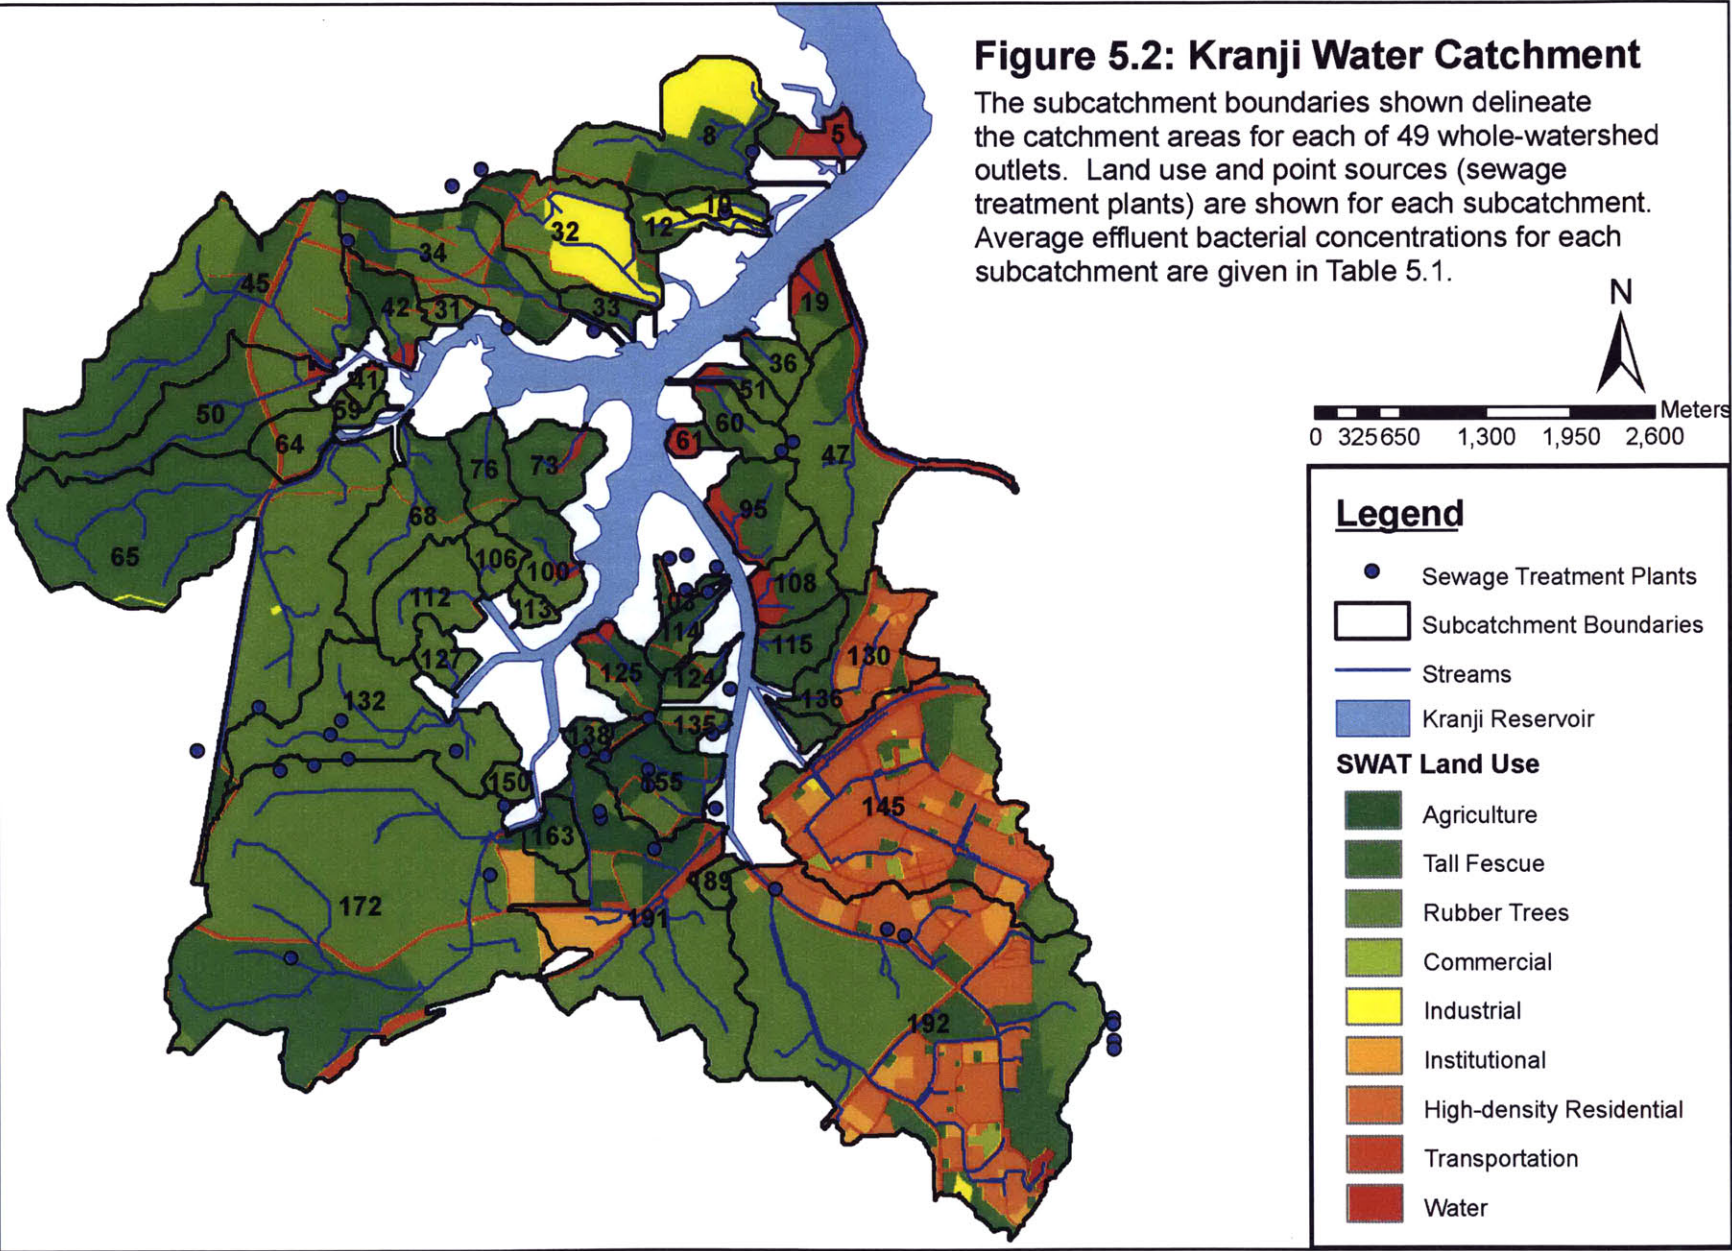 Figure 5.2: Kranji Water Catchment
The subcatchment boundaries shown delineate
the catchment areas for each of 49 whole-watershed
outlets. Land use and point sources (sewage
treatment plants) are shown for each subcatchment.
Average effluent bacterial concentrations for each
subcatchment are given in Table 5.1.
N
Meters
0 325 650 1,300 1,950 2,600
Legend
Sewage Treatment Plants
Subcatchment Boundaries
Streams
Kranji Reservoir
SWAT Land Use
Agriculture
Tall Fescue
Rubber Trees
Commercial
Industrial
Institutional
High-density Residential
Transportation
Water
8
5
10
12
32
34
45
42
31
33
19
36
41
51
59
50
60
64
61
47
76
73
68
95
65
106
100
108
112
113
103
114
115
127
125
124
130
132
136
135
138
150
155
145
163
189
172
191
192